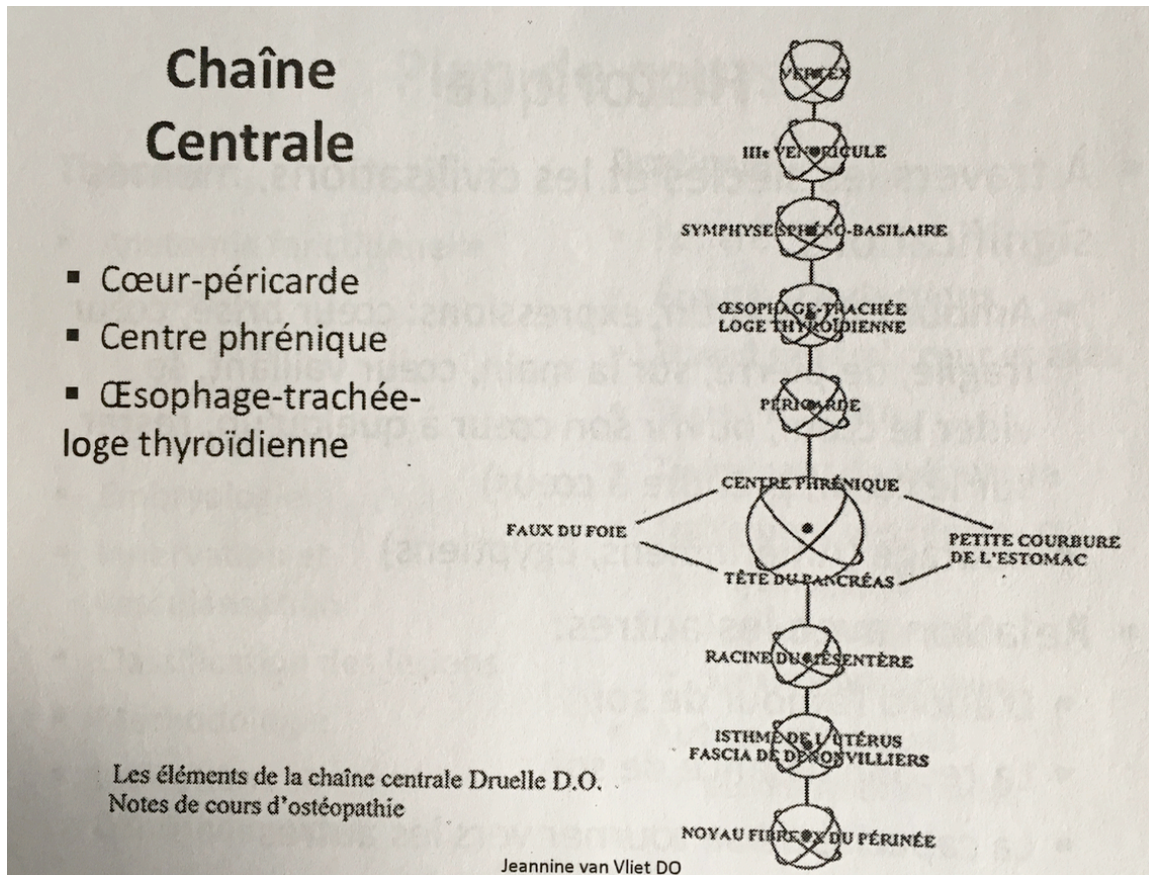 Chaîne
Centrale
▪ Cœur-péricarde
▪ Centre phrénique
▪ Œsophage-trachée-
loge thyroïdienne
VERTEX
IIIe VENTRICULE
SYMPHYSE SPHÉNO-BASILAIRE
ŒSOPHAGE-TRACHÉE
LOGE THYROÏDIENNE
PÉRICARDE
CENTRE PHRÉNIQUE
FAUX DU FOIE
PETITE COURBURE
DE L'ESTOMAC
TÊTE DU PANCRÉAS
RACINE DU MÉSENTÈRE
ISTHME DE L'UTÉRUS
FASCIA DE DENONVILLIERS
NOYAU FIBREUX DU PÉRINÉE
Les éléments de la chaîne centrale Druelle D.O.
Notes de cours d'ostéopathie
Jeannine van Vliet DO